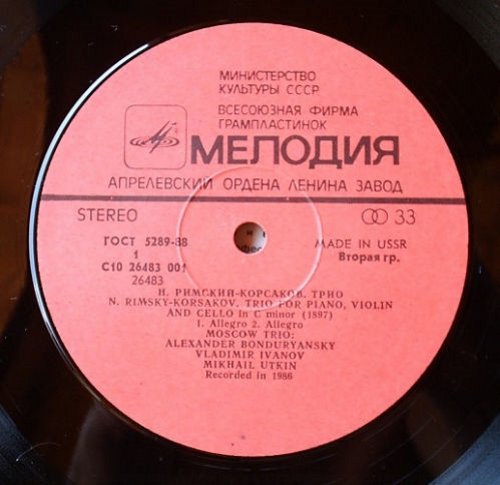 МИНИСТЕРСТВО
КУЛЬТУРЫ СССР
ВСЕСОЮЗНАЯ ФИРМА
ГРАМПЛАСТИНОК
МЕЛОДИЯ
АПРЕЛЕВСКИЙ ОРДЕНА ЛЕНИНА ЗАВОД
STEREO 33
ГОСТ 5289-88 MADE IN USSR
1 Вторая гр.
С10 26483 001
26483
Н. РИМСКИЙ-КОРСАКОВ. ТРИО
N. RIMSKY-KORSAKOV. TRIO FOR PIANO, VIOLIN
AND CELLO in C minor (1897)
1. Allegro 2. Allegro
MOSCOW TRIO:
ALEXANDER BONDURYANSKY
VLADIMIR IVANOV
MIKHAIL UTKIN
Recorded in 1986